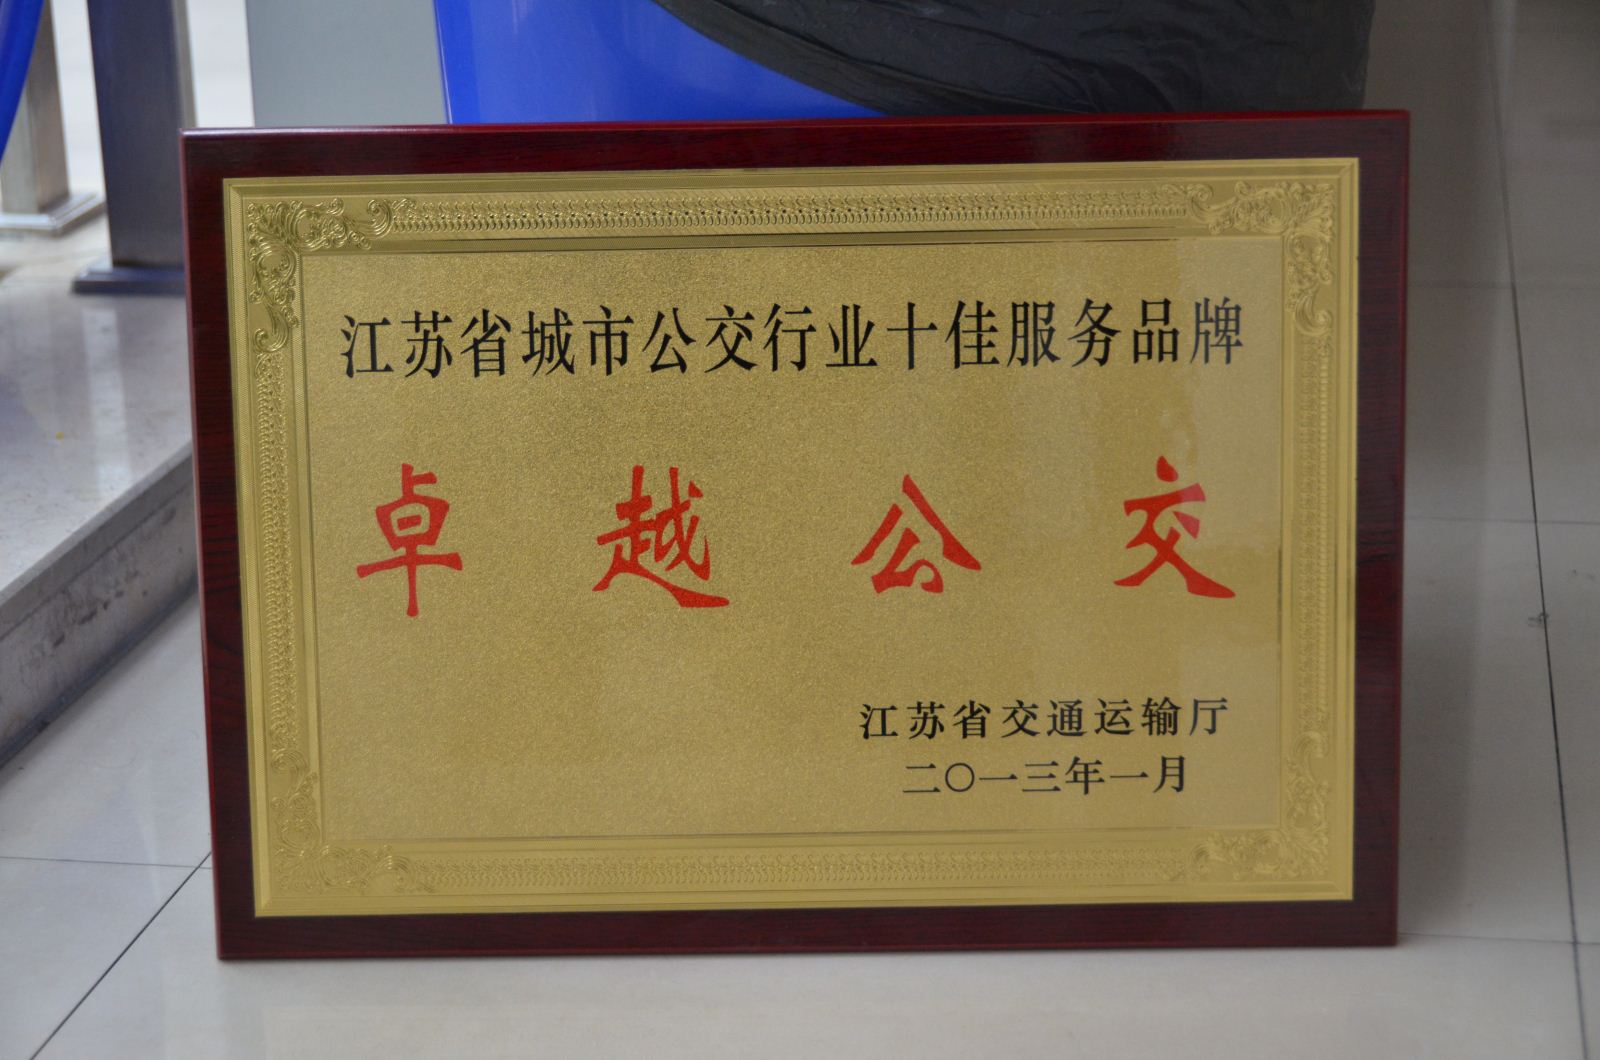 江苏省城市公交行业十佳服务品牌
卓越公交
江苏省交通运输厅
二〇一三年一月